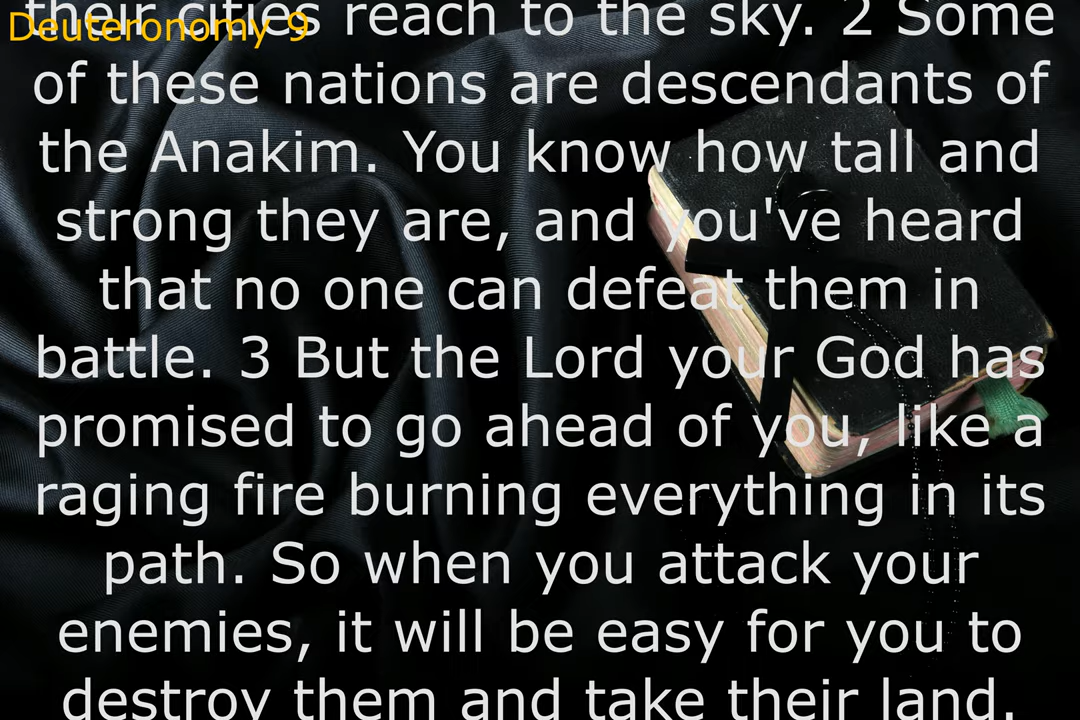 their cities reach to the sky. 2 Some
Deuteronomy 9
of these nations are descendants of
the Anakim. You know how tall and
strong they are, and you've heard
that no one can defeat them in
battle. 3 But the Lord your God has
promised to go ahead of you, like a
raging fire burning everything in its
path. So when you attack your
enemies, it will be easy for you to
destroy them and take their land.